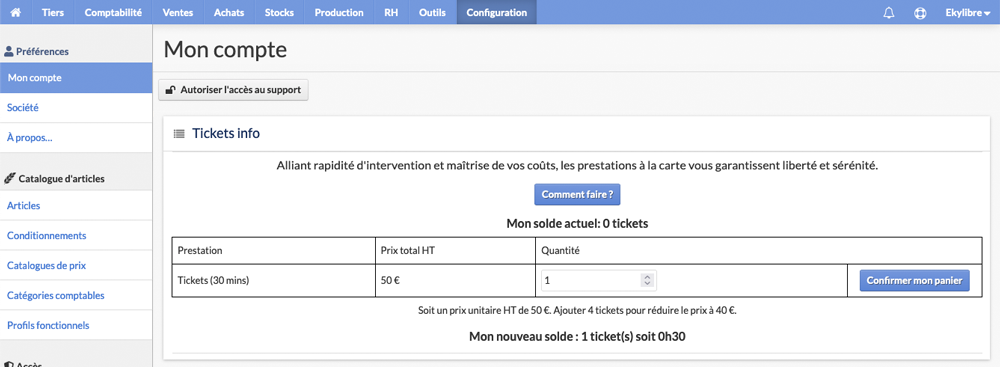 Tiers Comptabilité Ventes Achats Stocks Production RH Outils Configuration Ekylibre
Préférences
Mon compte
Société
À propos...
Catalogue d'articles
Articles
Conditionnements
Catalogues de prix
Catégories comptables
Profils fonctionnels
Accès
Mon compte
Autoriser l'accès au support
Tickets info
Alliant rapidité d'intervention et maîtrise de vos coûts, les prestations à la carte vous garantissent liberté et sérénité.
Comment faire ?
Mon solde actuel: 0 tickets
Prestation Prix total HT Quantité
Tickets (30 mins) 50 € 1 Confirmer mon panier
Soit un prix unitaire HT de 50 €. Ajouter 4 tickets pour réduire le prix à 40 €.
Mon nouveau solde : 1 ticket(s) soit 0h30